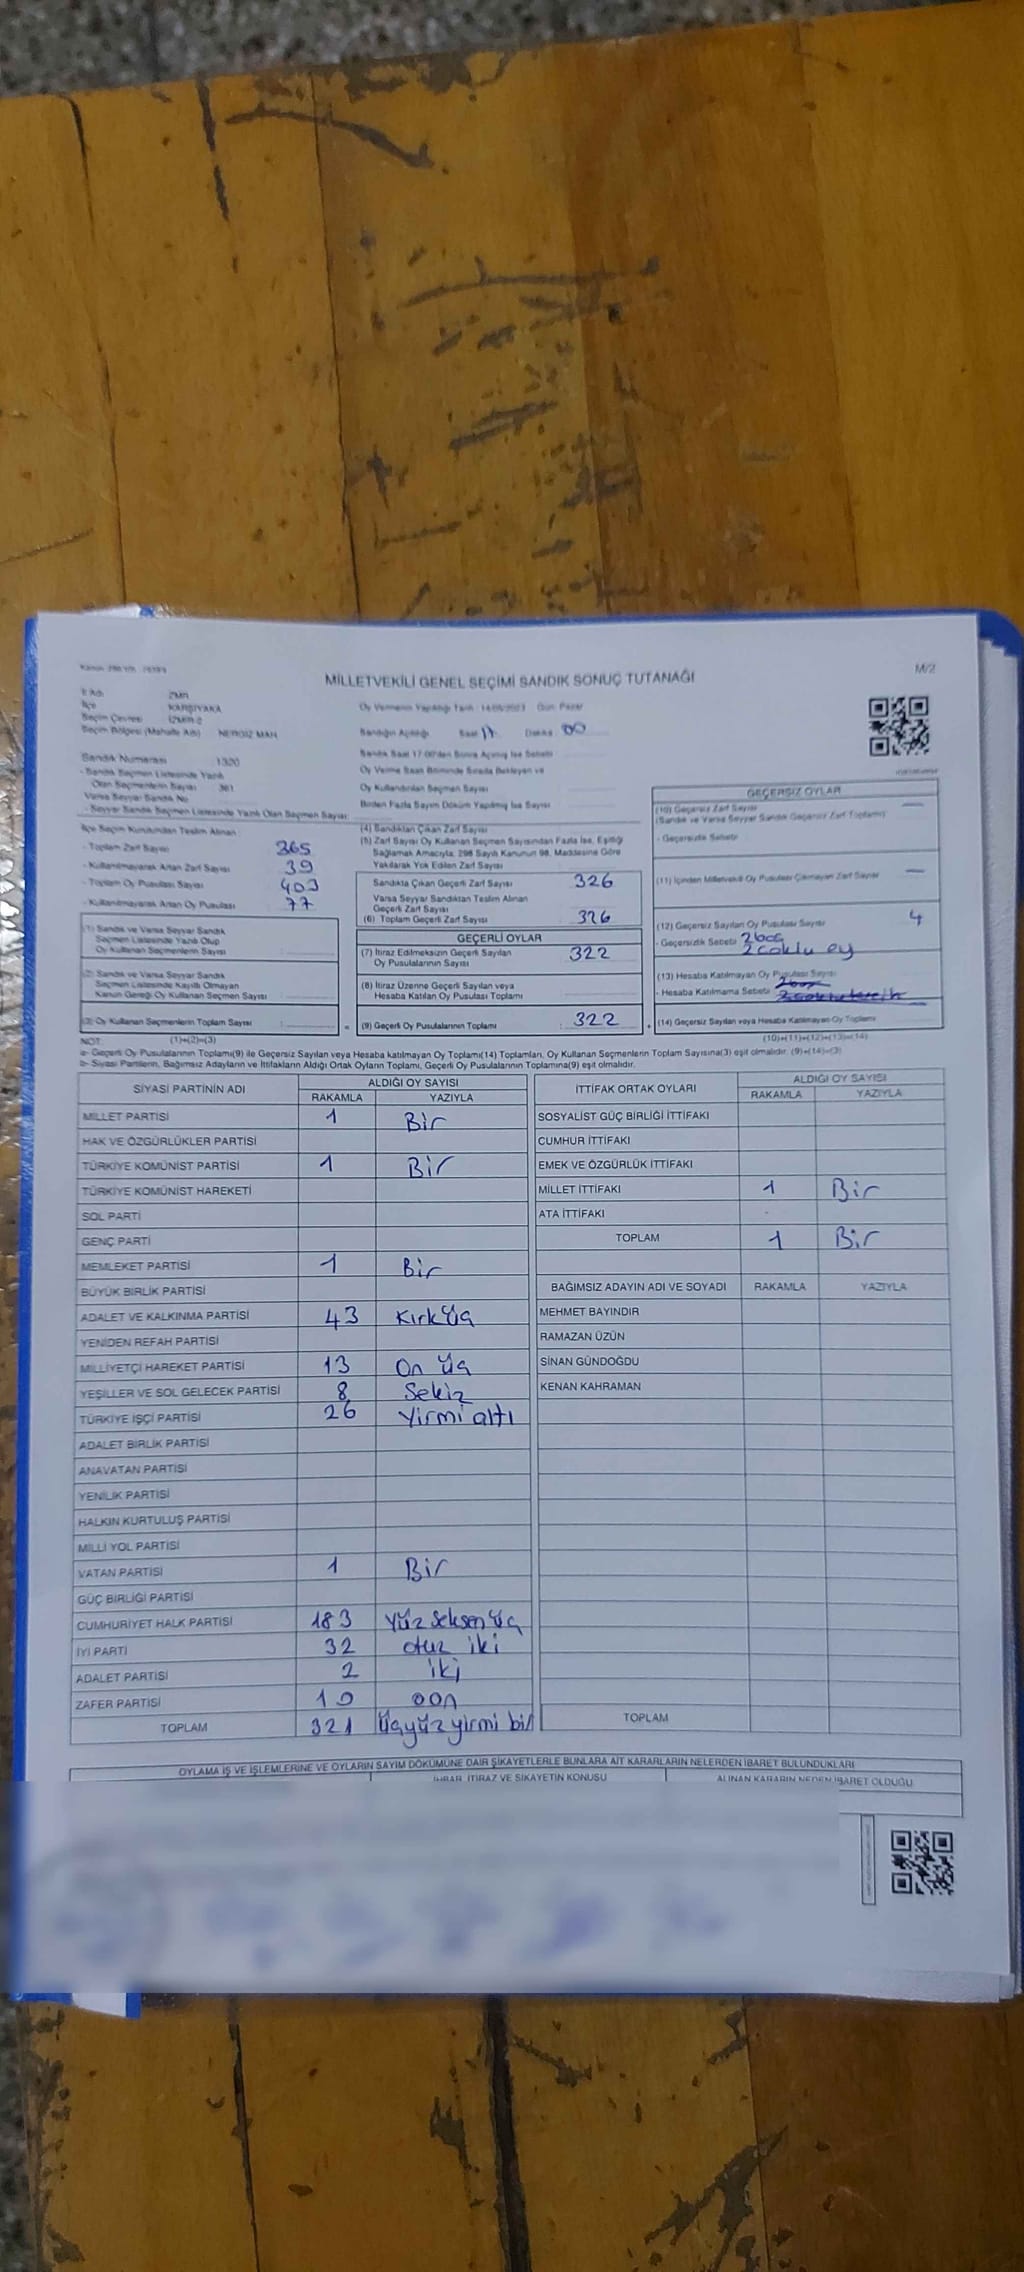 M/2
MİLLETVEKİLİ GENEL SEÇİMİ SANDIK SONUÇ TUTANAĞI
İl Adı İZMİR
İlçe KARŞIYAKA
Seçim Çevresi İZMİR-2
Seçim Bölgesi (Mahalle Adı) NERGİZ MAH.
Oy Vermenin Yapıldığı Tarih : 14/05/2023 Gün: Pazar
Sandığın Açıldığı Saat 17 Dakika 00
Sandık Saat 17:00'den Sonra Açılmış İse Sebebi
Oy Verme Saati Bitiminde Sırada Bekleyen ve
Oy Kullandırılan Seçmen Sayısı
Birden Fazla Sayım Döküm Yapılmış İse Sayısı
Sandık Numarası 1320
- Sandık Seçmen Listesinde Yazılı
Olan Seçmenlerin Sayısı 361
Varsa Seyyar Sandık No
- Seyyar Sandık Seçmen Listesinde Yazılı Olan Seçmen Sayısı
İlçe Seçim Kurulundan Teslim Alınan
- Toplam Zarf Sayısı 365
- Kullanılmayarak Artan Zarf Sayısı 39
- Toplam Oy Pusulası Sayısı 403
- Kullanılmayarak Artan Oy Pusulası 77
(1) Sandık ve Varsa Seyyar Sandık
Seçmen Listesinde Yazılı Olup
Oy Kullanan Seçmenlerin Sayısı
(2) Sandık ve Varsa Seyyar Sandık
Seçmen Listesinde Kayıtlı Olmayan
Kanun Gereği Oy Kullanan Seçmen Sayısı
(3) Oy Kullanan Seçmenlerin Toplam Sayısı
(4) Sandıktan Çıkan Zarf Sayısı
(5) Zarf Sayısı Oy Kullanan Seçmen Sayısından Fazla İse, Eşitliği
Sağlamak Amacıyla, 298 Sayılı Kanunun 98. Maddesine Göre
Yakılarak Yok Edilen Zarf Sayısı
Sandıkta Çıkan Geçerli Zarf Sayısı 326
Varsa Seyyar Sandıktan Teslim Alınan
Geçerli Zarf Sayısı
(6) Toplam Geçerli Zarf Sayısı 326
GEÇERLİ OYLAR
(7) İtiraz Edilmeksizin Geçerli Sayılan
Oy Pusulalarının Sayısı 322
(8) İtiraz Üzerine Geçerli Sayılan veya
Hesaba Katılan Oy Pusulası Toplamı
(9) Geçerli Oy Pusulalarının Toplamı 322
GEÇERSİZ OYLAR
(10) Geçersiz Zarf Sayısı —
(Sandık ve Varsa Seyyar Sandık Geçersiz Zarf Toplamı)
- Geçersizlik Sebebi
(11) İçinden Milletvekili Oy Pusulası Çıkmayan Zarf Sayısı —
(12) Geçersiz Sayılan Oy Pusulası Sayısı 4
- Geçersizlik Sebebi 2 boş
2 çoklu oy
(13) Hesaba Katılmayan Oy Pusulası Sayısı
- Hesaba Katılmama Sebebi
(14) Geçersiz Sayılan veya Hesaba Katılmayan Oy Toplamı
NOT: (1)+(2)=(3) (10)+(11)+(12)+(13)=(14)
a- Geçerli Oy Pusulalarının Toplamı(9) ile Geçersiz Sayılan veya Hesaba katılmayan Oy Toplamı(14) Toplamları, Oy Kullanan Seçmenlerin Toplam Sayısına(3) eşit olmalıdır. (9)+(14)=(3)
b- Siyasi Partilerin, Bağımsız Adayların ve İttifakların Aldığı Ortak Oyların Toplamı, Geçerli Oy Pusulalarının Toplamına(9) eşit olmalıdır.
SİYASİ PARTİNİN ADI ALDIĞI OY SAYISI
RAKAMLA YAZIYLA
MİLLET PARTİSİ 1 Bir
HAK VE ÖZGÜRLÜKLER PARTİSİ
TÜRKİYE KOMÜNİST PARTİSİ 1 Bir
TÜRKİYE KOMÜNİST HAREKETİ
SOL PARTİ
GENÇ PARTİ
MEMLEKET PARTİSİ 1 Bir
BÜYÜK BİRLİK PARTİSİ
ADALET VE KALKINMA PARTİSİ 43 Kırk üç
YENİDEN REFAH PARTİSİ
MİLLİYETÇİ HAREKET PARTİSİ 13 On üç
YEŞİLLER VE SOL GELECEK PARTİSİ 8 Sekiz
TÜRKİYE İŞÇİ PARTİSİ 26 Yirmi altı
ADALET BİRLİK PARTİSİ
ANAVATAN PARTİSİ
YENİLİK PARTİSİ
HALKIN KURTULUŞ PARTİSİ
MİLLİ YOL PARTİSİ
VATAN PARTİSİ 1 Bir
GÜÇ BİRLİĞİ PARTİSİ
CUMHURİYET HALK PARTİSİ 183 Yüz seksen üç
İYİ PARTİ 32 otuz iki
ADALET PARTİSİ 2 iki
ZAFER PARTİSİ 10 oon
TOPLAM 321 Üçyüz yirmi bir
İTTİFAK ORTAK OYLARI ALDIĞI OY SAYISI
RAKAMLA YAZIYLA
SOSYALİST GÜÇ BİRLİĞİ İTTİFAKI
CUMHUR İTTİFAKI
EMEK VE ÖZGÜRLÜK İTTİFAKI
MİLLET İTTİFAKI 1 Bir
ATA İTTİFAKI
TOPLAM 1 Bir
BAĞIMSIZ ADAYIN ADI VE SOYADI RAKAMLA YAZIYLA
MEHMET BAYINDIR
RAMAZAN ÜZÜN
SİNAN GÜNDOĞDU
KENAN KAHRAMAN
TOPLAM
OYLAMA İŞ VE İŞLEMLERİNE VE OYLARIN SAYIM DÖKÜMÜNE DAİR ŞİKAYETLERLE BUNLARA AİT KARARLARIN NELERDEN İBARET BULUNDUKLARI
İHBAR, İTİRAZ VE ŞİKAYETİN KONUSU ALINAN KARARIN NEDEN İBARET OLDUĞU